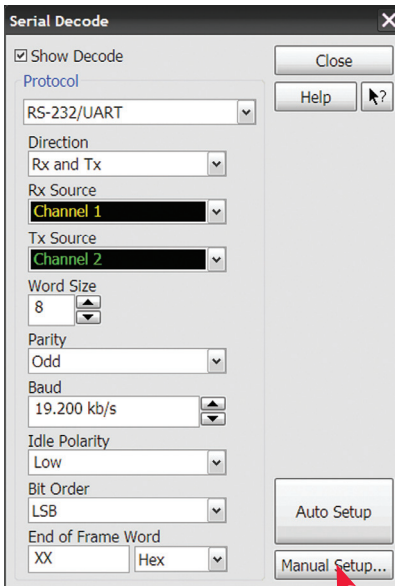 Serial Decode
Show Decode
Close
Protocol
Help
?
RS-232/UART
Direction
Rx and Tx
Rx Source
Channel 1
Tx Source
Channel 2
Word Size
8
Parity
Odd
Baud
19.200 kb/s
Idle Polarity
Low
Bit Order
LSB
Auto Setup
End of Frame Word
XX Hex
Manual Setup...